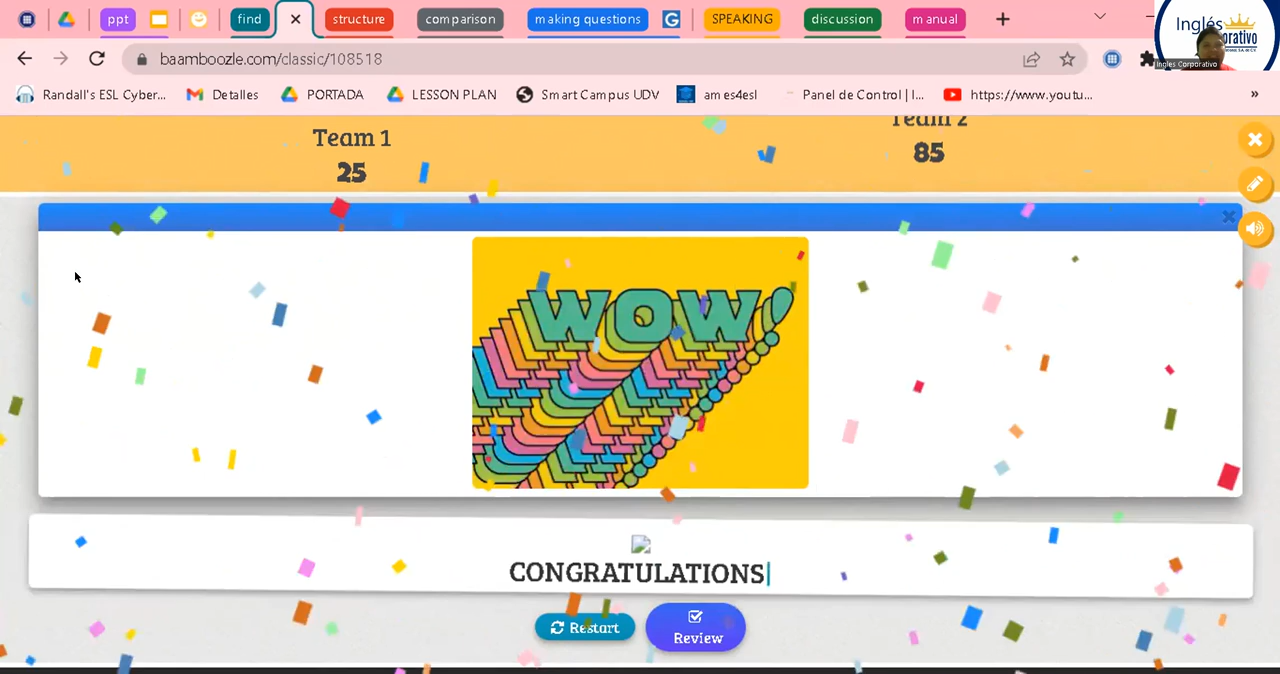 ppt
find
structure
comparison
making questions
SPEAKING
discussion
manual
Inglés
orativo
Ingles Corporativo
baamboozle.com/classic/108518
Randall's ESL Cyber...
Detalles
PORTADA
LESSON PLAN
Smart Campus UDV
ames4esl
Panel de Control | I...
https://www.youtu...
»
Team 1
25
Team 2
85
WOW!
CONGRATULATIONS
Restart
Review